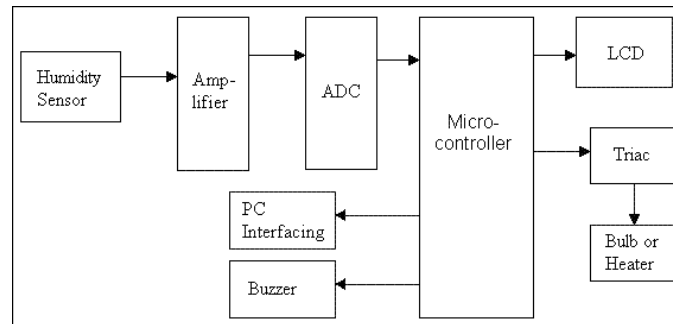 Humidity
Sensor
Amp-
lifier
ADC
Micro-
controller
LCD
Triac
Bulb or
Heater
PC
Interfacing
Buzzer